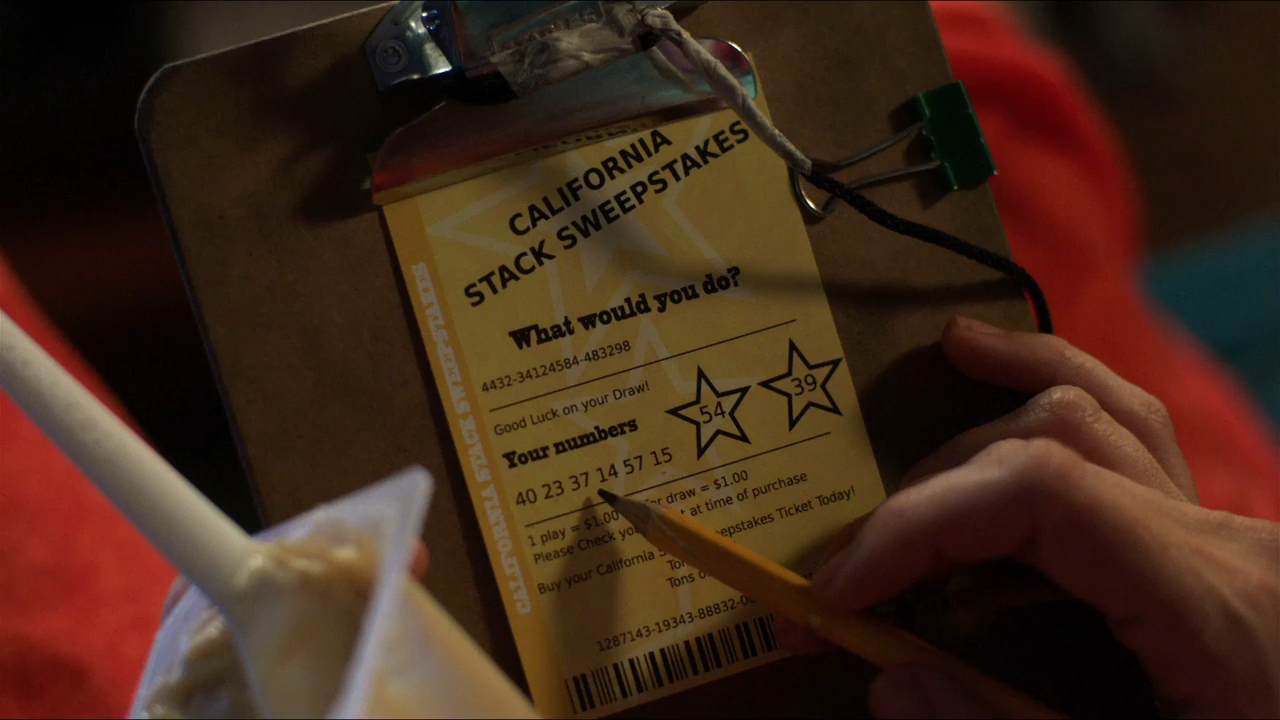 CALIFORNIA
STACK SWEEPSTAKES
What would you do?
4432-34124584-483298
Good Luck on your Draw!
54
39
Your numbers
40 23 37 14 57 15
1 play = $1.00 draw = $1.00
Please Check at time of purchase
Buy your California Ticket Today!
1287143-19343-88832-
CALIFORNIA STACK SWEEPSTAKES